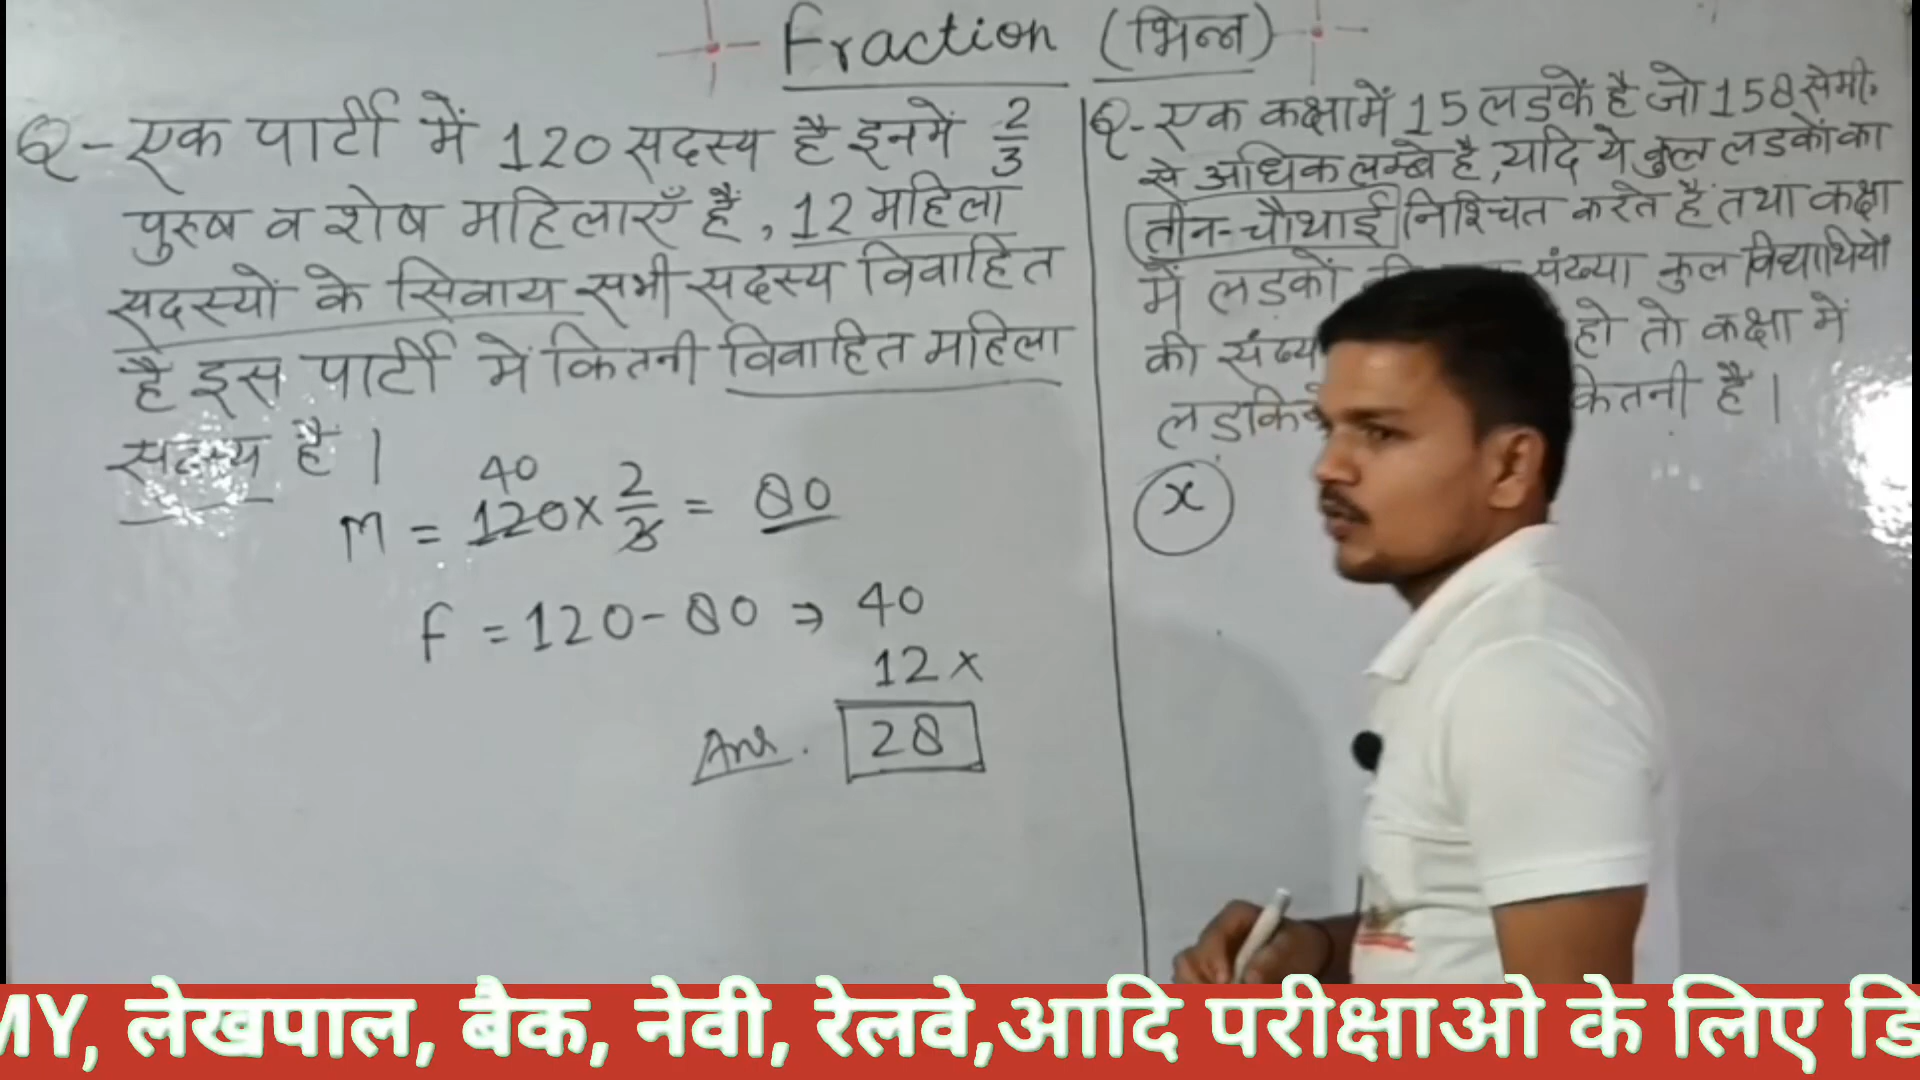 Fraction (भिन्न)
Q - एक पार्टी में 120 सदस्य है इनमें 2/3
पुरुष व शेष महिलाएँ हैं, 12 महिला
सदस्यों के सिवाय सभी सदस्य विवाहित
है इस पार्टी में कितनी विवाहित महिला
सदस्य है ।
40
M = 120 x 2/3 = 80
F = 120 - 80 ⇒ 40
12 x
Ans. 28
Q - एक कक्षा में 15 लडकें है जो 158 सेमी.
से अधिक लम्बे है, यदि ये कुल लडकों का
तीन-चौथाई निश्चित करते है तथा कक्षा
में लड़कों संख्या कुल विद्यार्थियों
की हो तो कक्षा में
कितनी है ।
x
MY, लेखपाल, बैक, नेवी, रेलवे,आदि परीक्षाओ के लिए डि